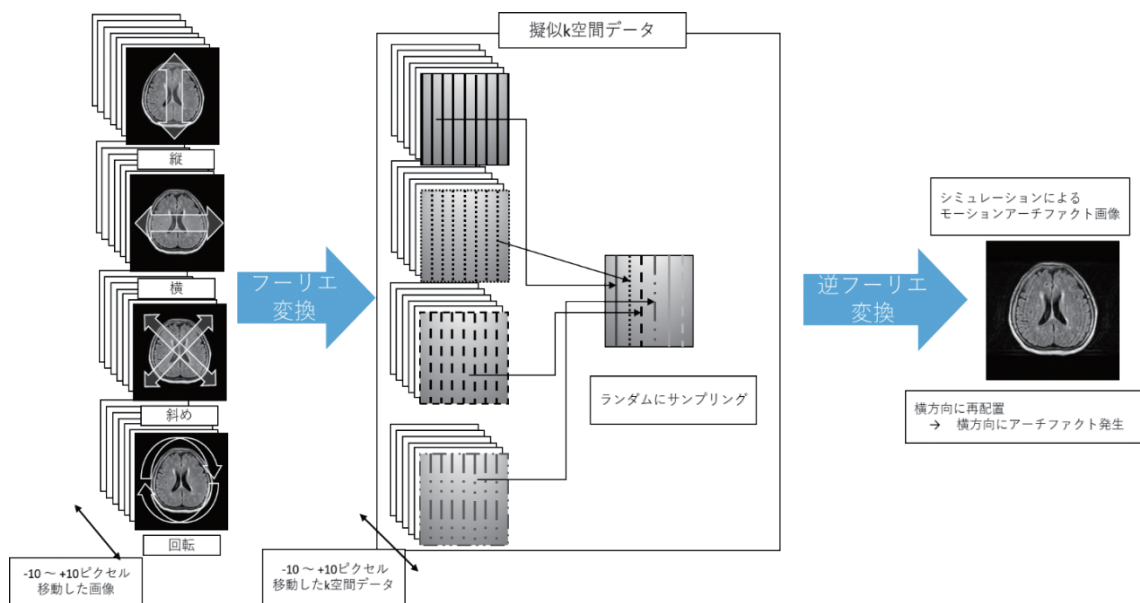 擬似k空間データ
縦
横
斜め
回転
-10 ~ +10ピクセル
移動した画像
フーリエ
変換
-10 ~ +10ピクセル
移動したk空間データ
ランダムにサンプリング
逆フーリエ
変換
シミュレーションによる
モーションアーチファクト画像
横方向に再配置
→ 横方向にアーチファクト発生